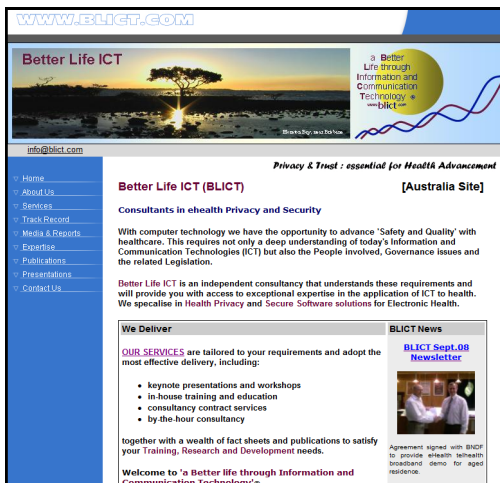 WWW.BLICT.COM
Better Life ICT
a Better
Life through
Information and
Communication
Technology ®
www.blict.com
info@blict.com
Privacy & Trust : essential for Health Advancement
Home
About Us
Services
Track Record
Media & Reports
Expertise
Publications
Presentations
Contact Us
Better Life ICT (BLICT) [Australia Site]
Consultants in ehealth Privacy and Security
With computer technology we have the opportunity to advance 'Safety and Quality' with
healthcare. This requires not only a deep understanding of today's Information and
Communication Technologies (ICT) but also the People involved, Governance issues and
the related Legislation.
Better Life ICT is an independent consultancy that understands these requirements and
will provide you with access to exceptional expertise in the application of ICT to health.
We specalise in Health Privacy and Secure Software solutions for Electronic Health.
We Deliver
OUR SERVICES are tailored to your requirements and adopt the
most effective delivery, including:
• keynote presentations and workshops
• in-house training and education
• consultancy contract services
• by-the-hour consultancy
together with a wealth of fact sheets and publications to satisfy
your Training, Research and Development needs.
Welcome to 'a Better life through Information and
Communication Technology'®
BLICT News
BLICT Sept.08
Newsletter
Agreement signed with BNDF
to provide eHealth telhealth
broadband demo for aged
residence.